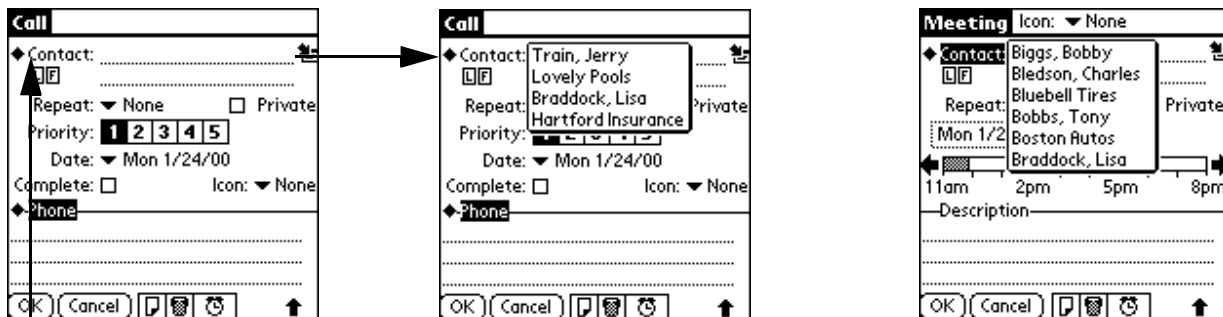 Call
Contact:
L F
Repeat: None Private
Priority: 1 2 3 4 5
Date: Mon 1/24/00
Complete: Icon: None
Phone
OK Cancel
Call
Contact: Train, Jerry
L F Lovely Pools
Braddock, Lisa
Repeat: Private
Hartford Insurance
Priority:
Date: Mon 1/24/00
Complete: Icon: None
Phone
OK Cancel
Meeting Icon: None
Contact: Biggs, Bobby
L F Bledson, Charles
Bluebell Tires
Repeat: Private
Bobbs, Tony
Mon 1/2 Boston Autos
Braddock, Lisa
11am 2pm 5pm 8pm
Description
OK Cancel